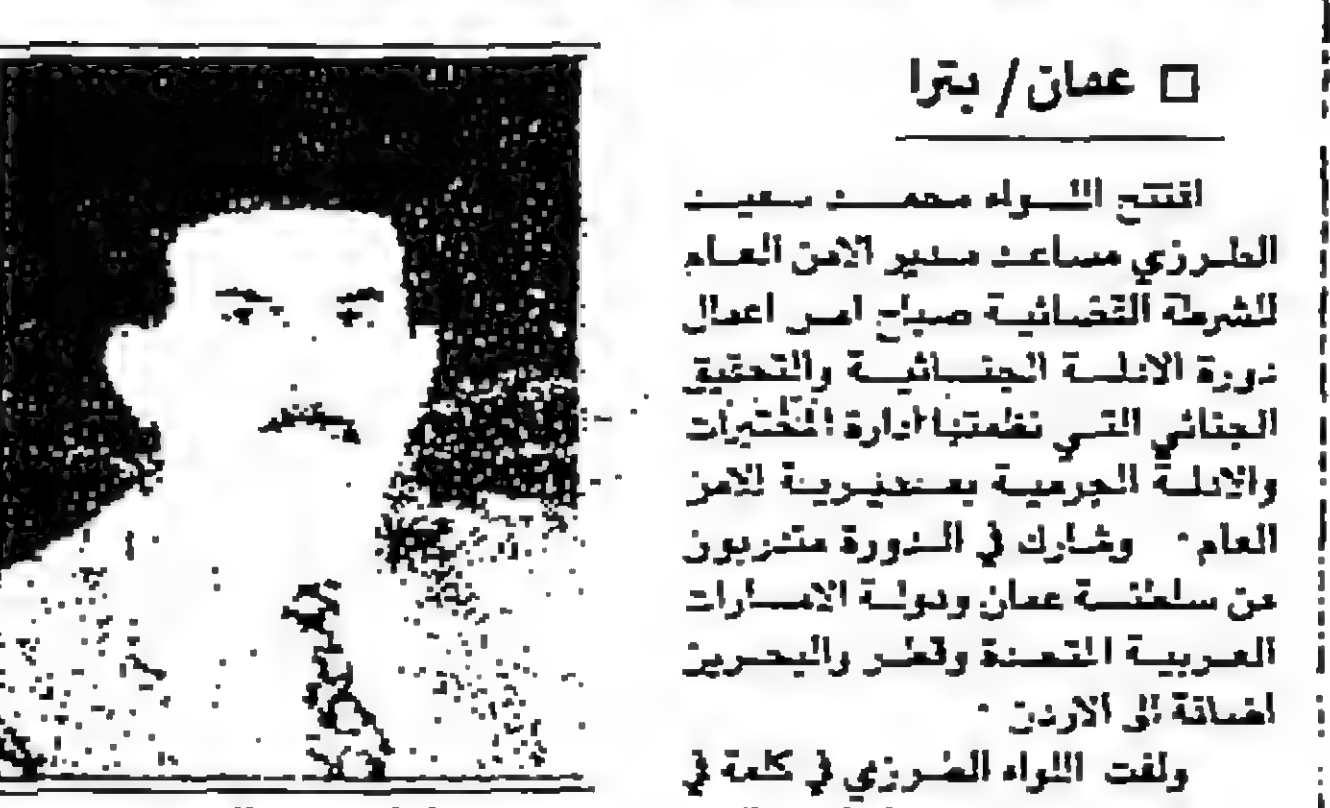 □ عمان / بترا
افتتح اللواء محمد سعيد
الطرزي مساعد مدير الامن العام
للشرطة القضائية صباح امس اعمال
دورة الادلة الجنائية والتحقيق
الجنائي التي نظمتها ادارة المختبرات
والادلة الجرمية بمديرية الامن
العام . وشارك في الدورة متدربون
من سلطنة عمان ودولة الامارات
العربية المتحدة وقطر والبحرين
اضافة الى الاردن .
ولفت اللواء الطرزي في كلمة في